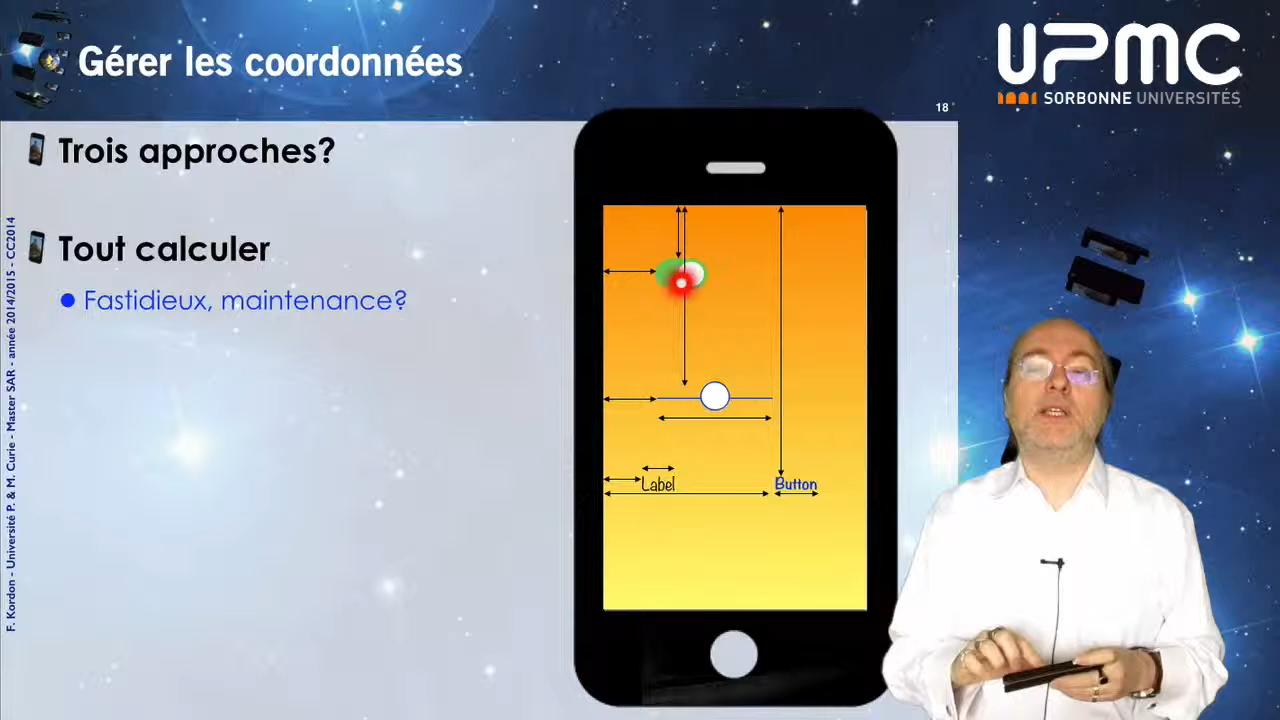 Gérer les coordonnées
UPMC
SORBONNE UNIVERSITÉS
18
Trois approches?
Tout calculer
Fastidieux, maintenance?
Label
Button
F. Kordon - Université P. & M. Curie - Master SAR - année 2014/2015 - CC2014